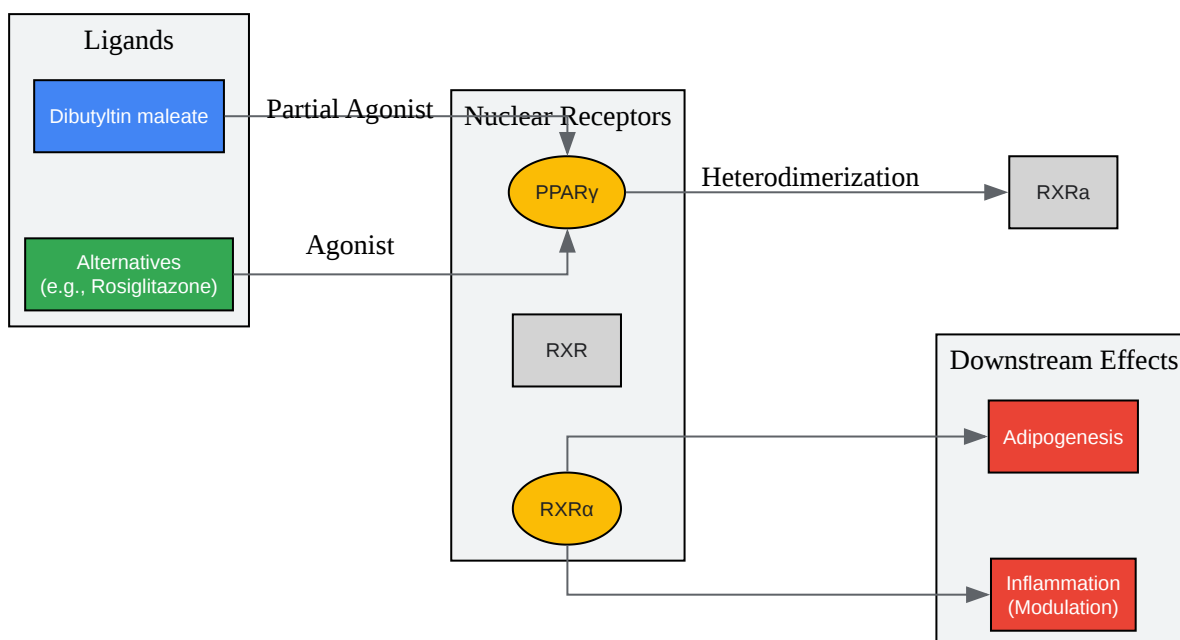 Ligands
Dibutyltin maleate
Partial Agonist
Nuclear Receptors
PPARγ
Heterodimerization
RXRa
Alternatives
(e.g., Rosiglitazone)
Agonist
RXR
Downstream Effects
Adipogenesis
RXRα
Inflammation
(Modulation)